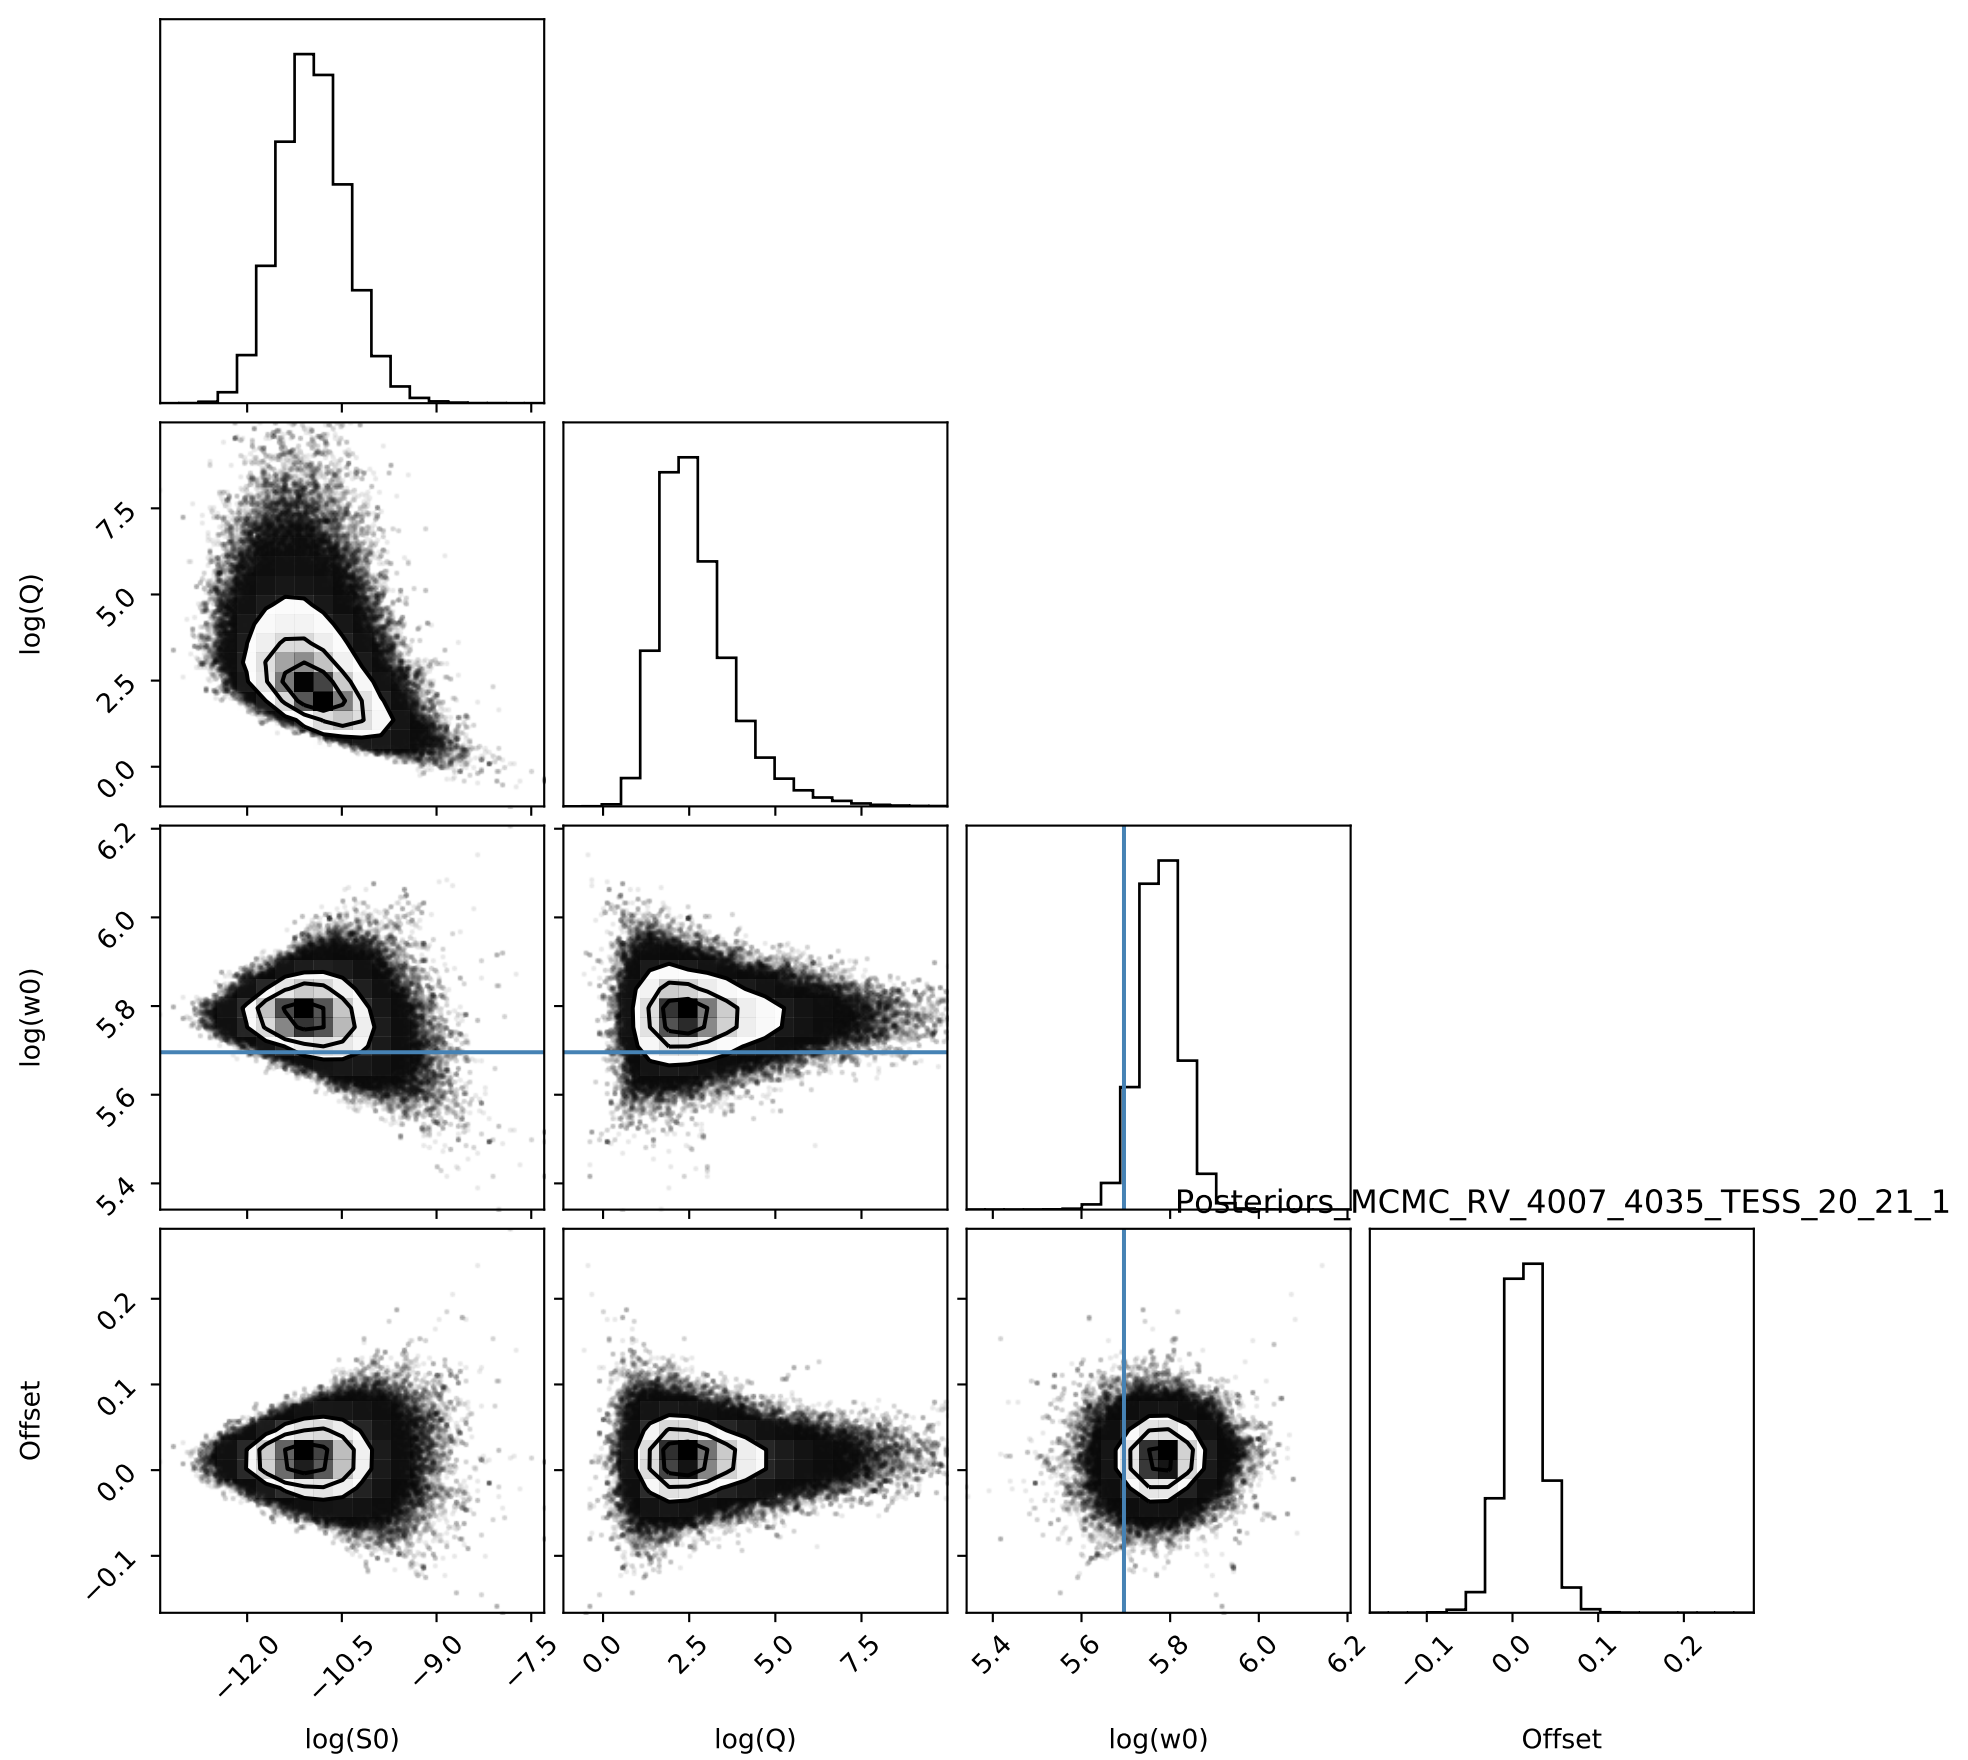 log(Q)
7.5
5.0
2.5
0.0
log(w0)
6.2
6.0
5.8
5.6
5.4
Posteriors_MCMC_RV_4007_4035_TESS_20_21_1
Offset
0.2
0.1
0.0
−0.1
−12.0 −10.5 −9.0 −7.5 0.0 2.5 5.0 7.5 5.4 5.6 5.8 6.0 6.2 −0.1 0.0 0.1 0.2
log(S0) log(Q) log(w0) Offset